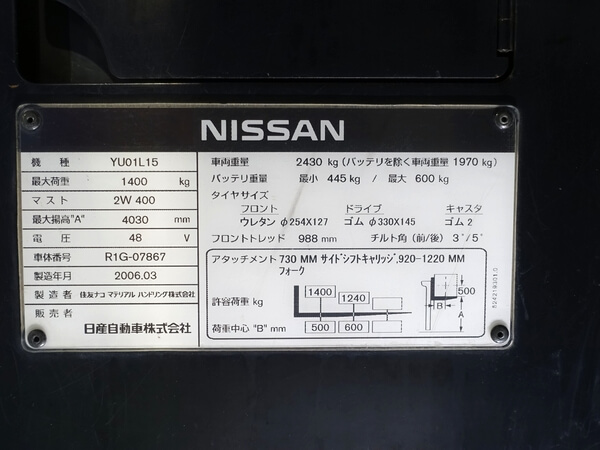 NISSAN
機種 YU01L15
最大荷重 1400 kg
マスト 2W 400
最大揚高"A" 4030 mm
電圧 48 V
車体番号 R1G-07867
製造年月 2006.03
製造者 住友ナコ マテリアル ハンドリング株式会社
販売者
日産自動車株式会社
車両重量 2430 kg (バッテリを除く車両重量 1970 kg)
バッテリ重量 最小 445 kg / 最大 600 kg
タイヤサイズ
フロント ドライブ キャスタ
ウレタン φ254X127 ゴム φ330X145 ゴム 2
フロントトレッド 988 mm チルト角 (前/後) 3°/5°
アタッチメント 730 MM サイドシフトキャリッジ,920-1220 MM
フォーク
許容荷重 kg 1400 1240
荷重中心 "B" mm 500 600
500
B
A